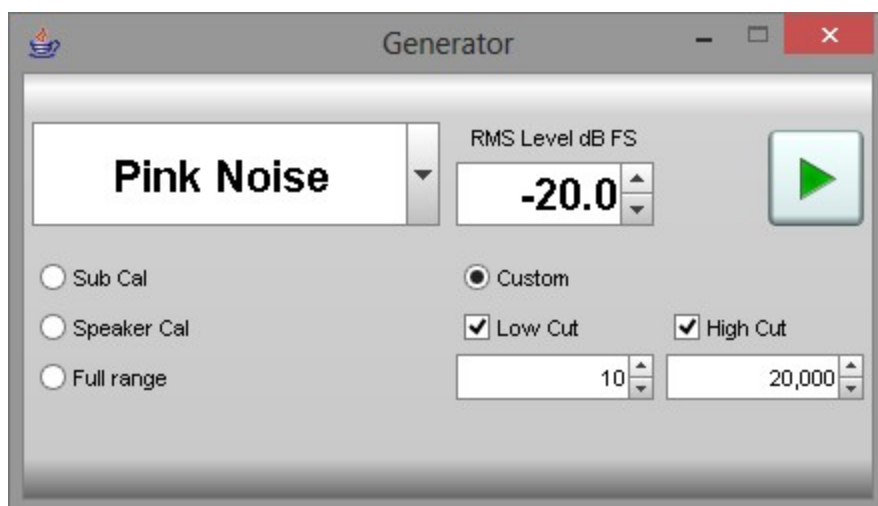 Generator
RMS Level dB FS
Pink Noise
-20.0
Sub Cal
Custom
Speaker Cal
Low Cut
High Cut
Full range
10
20,000